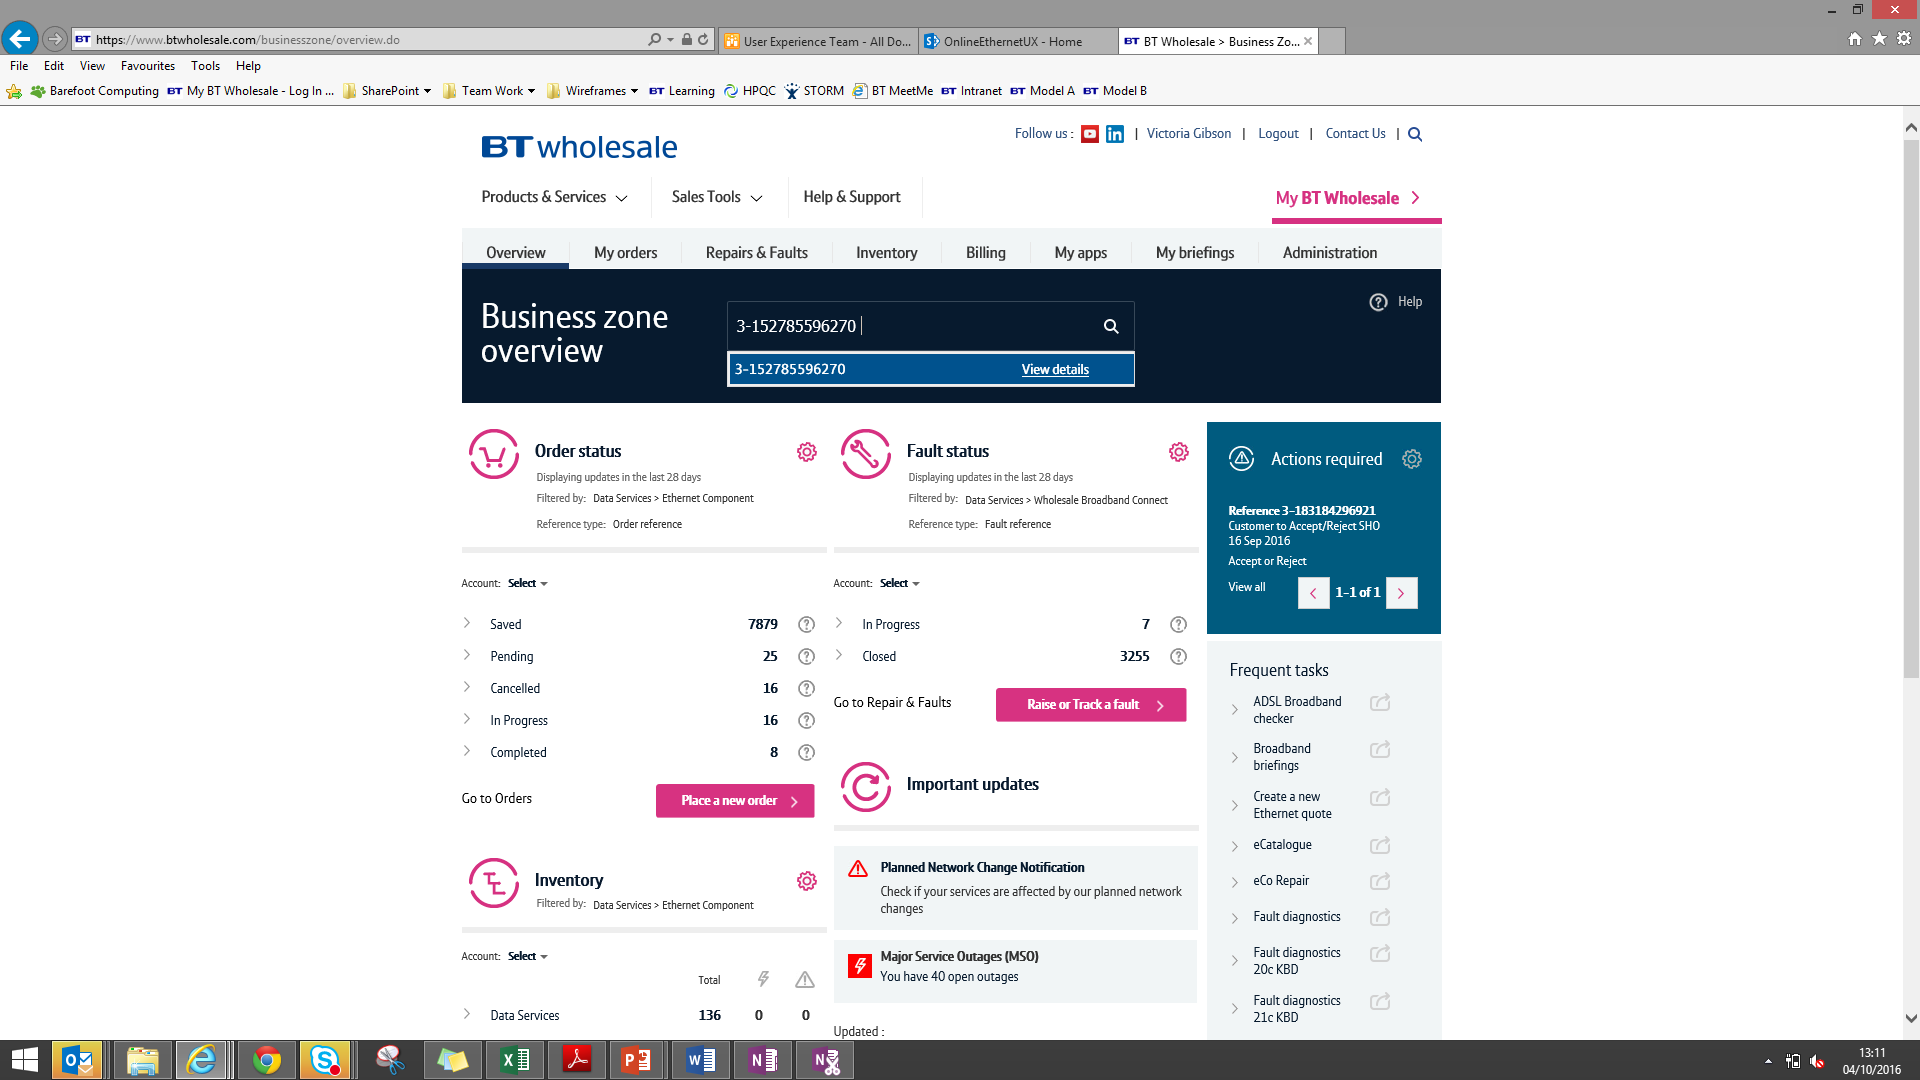 https://www.btwholesale.com/businesszone/overview.do
User Experience Team - All Do...
OnlineEthernetUX - Home
BT BT Wholesale > Business Zo...
File Edit View Favourites Tools Help
Barefoot Computing BT My BT Wholesale - Log In ... SharePoint Team Work Wireframes BT Learning HPQC STORM BT MeetMe BT Intranet BT Model A BT Model B
Follow us : | Victoria Gibson | Logout | Contact Us |
BT wholesale
Products & Services Sales Tools Help & Support
My BT Wholesale
Overview My orders Repairs & Faults Inventory Billing My apps My briefings Administration
Business zone
overview
3-152785596270
3-152785596270 View details
Help
Order status
Displaying updates in the last 28 days
Filtered by: Data Services > Ethernet Component
Reference type: Order reference
Account: Select
Saved 7879
Pending 25
Cancelled 16
In Progress 16
Completed 8
Go to Orders
Place a new order
Inventory
Filtered by: Data Services > Ethernet Component
Account: Select
Total
Data Services 136 0 0
Fault status
Displaying updates in the last 28 days
Filtered by: Data Services > Wholesale Broadband Connect
Reference type: Fault reference
Account: Select
In Progress 7
Closed 3255
Go to Repair & Faults
Raise or Track a fault
Important updates
Planned Network Change Notification
Check if your services are affected by our planned network
changes
Major Service Outages (MSO)
You have 40 open outages
Updated :
Actions required
Reference 3-183184296921
Customer to Accept/Reject SHO
16 Sep 2016
Accept or Reject
View all
1-1 of 1
Frequent tasks
ADSL Broadband
checker
Broadband
briefings
Create a new
Ethernet quote
eCatalogue
eCo Repair
Fault diagnostics
Fault diagnostics
20c KBD
Fault diagnostics
21c KBD
13:11
04/10/2016